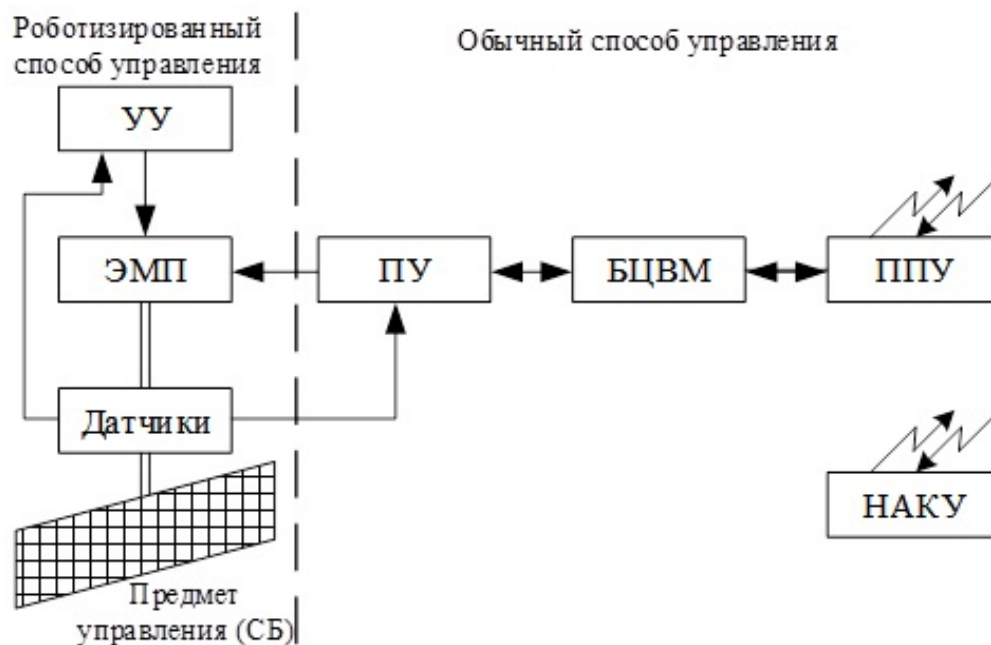 Роботизированный
способ управления
Обычный способ управления
УУ
ЭМП
ПУ
БЦВМ
ППУ
Датчики
НАКУ
Предмет
управления (СБ)